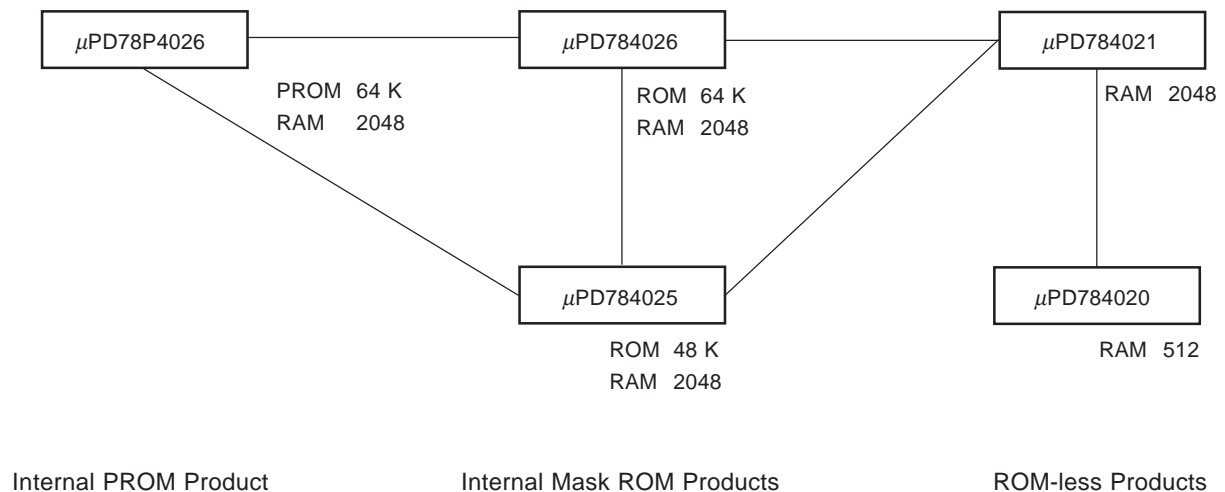 μPD78P4026
μPD784026
μPD784021
PROM 64 K
RAM 2048
ROM 64 K
RAM 2048
RAM 2048
μPD784025
μPD784020
ROM 48 K
RAM 2048
RAM 512
Internal PROM Product
Internal Mask ROM Products
ROM-less Products